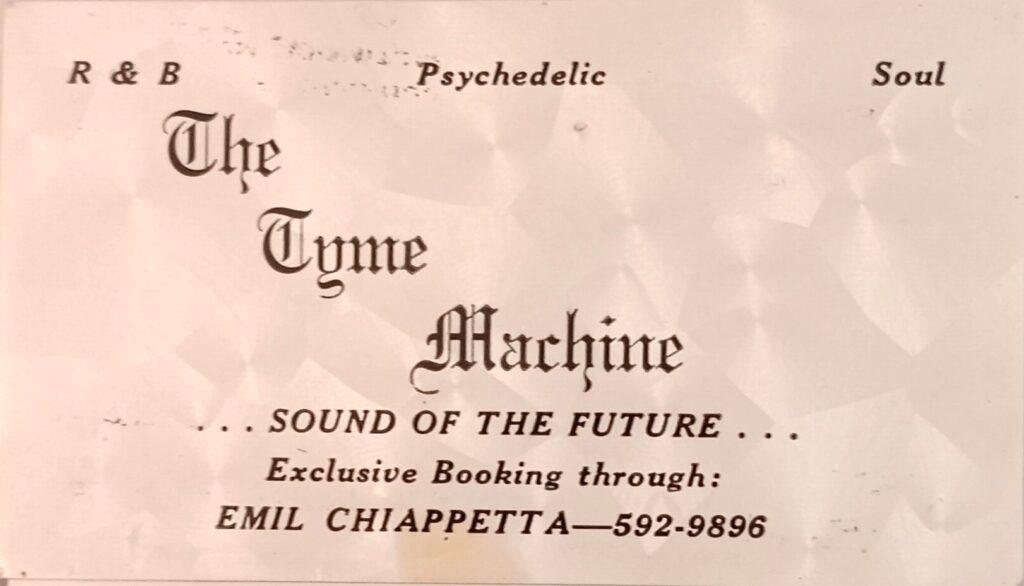 R & B Psychedelic Soul
The
Tyme
Machine
. . . SOUND OF THE FUTURE . . .
Exclusive Booking through:
EMIL CHIAPPETTA—592-9896